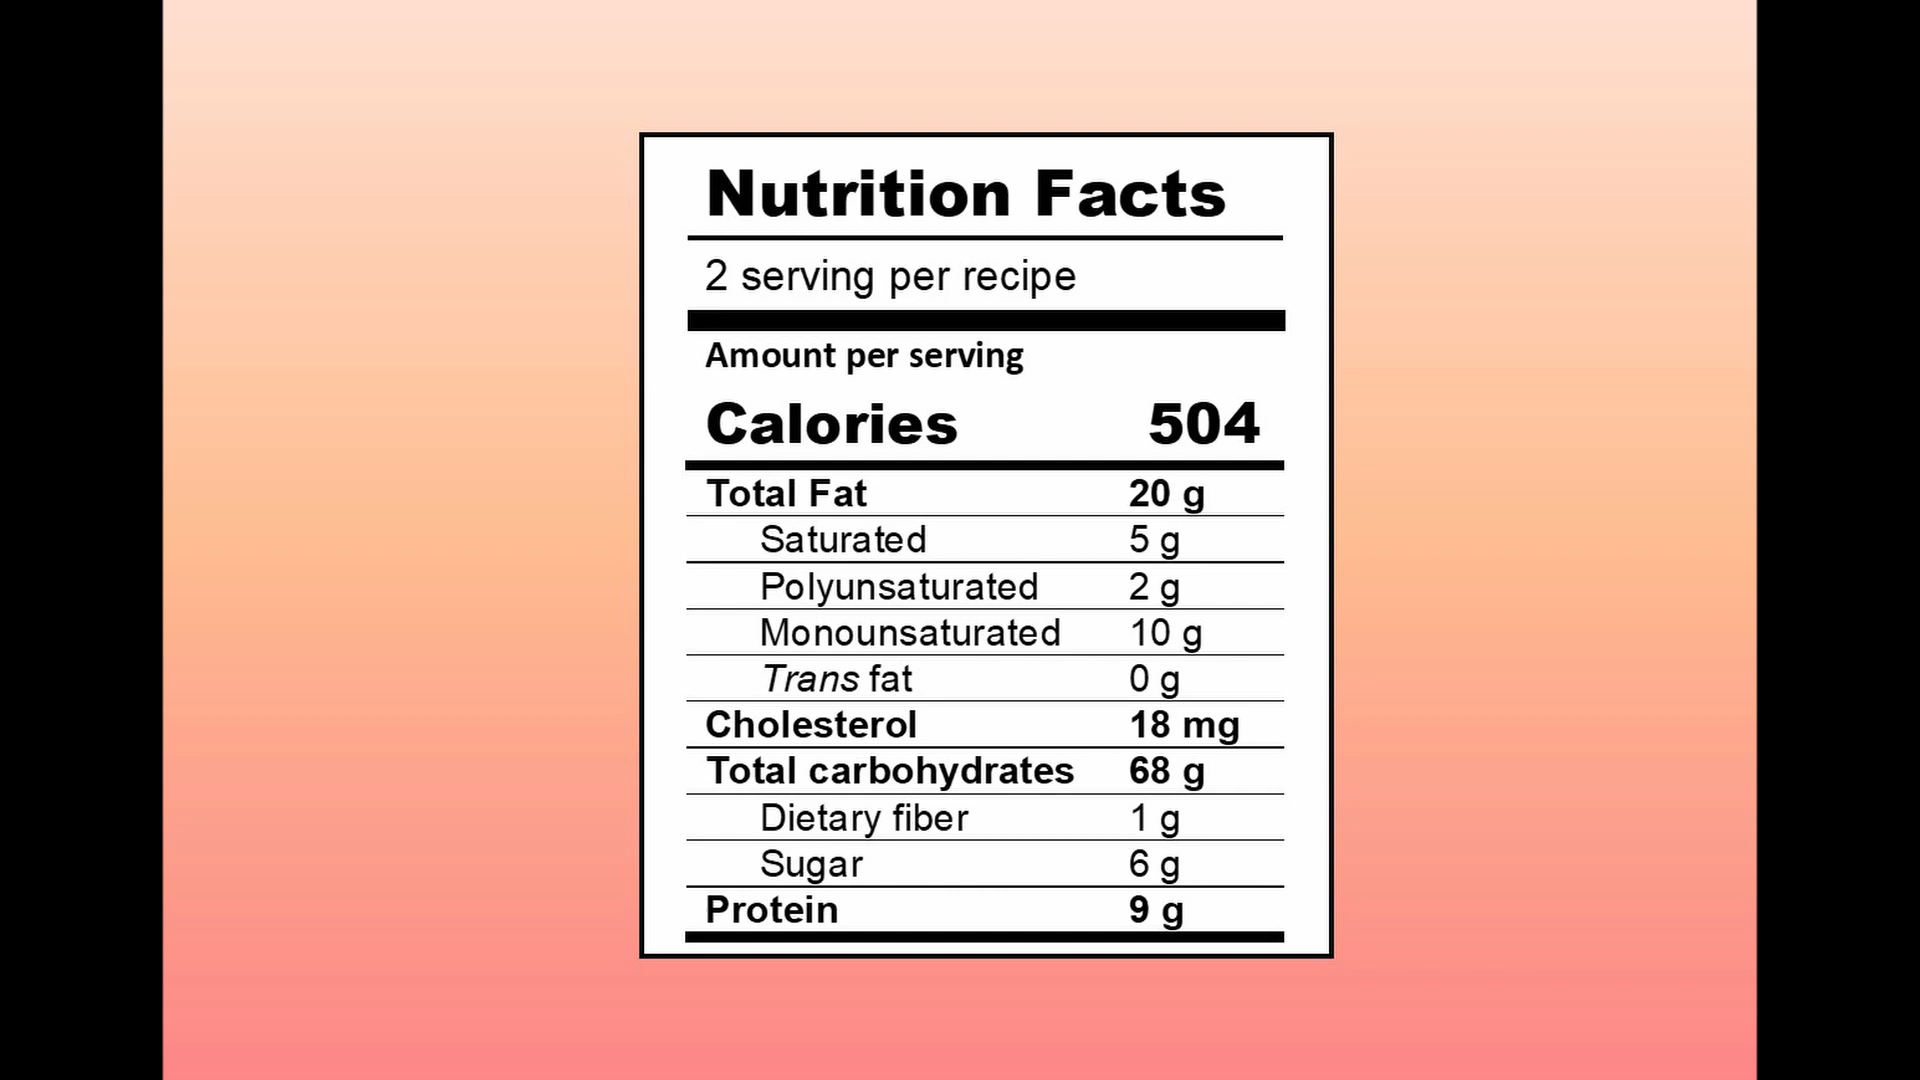 Nutrition Facts
2 serving per recipe
Amount per serving
Calories 504
Total Fat 20 g
Saturated 5 g
Polyunsaturated 2 g
Monounsaturated 10 g
Trans fat 0 g
Cholesterol 18 mg
Total carbohydrates 68 g
Dietary fiber 1 g
Sugar 6 g
Protein 9 g